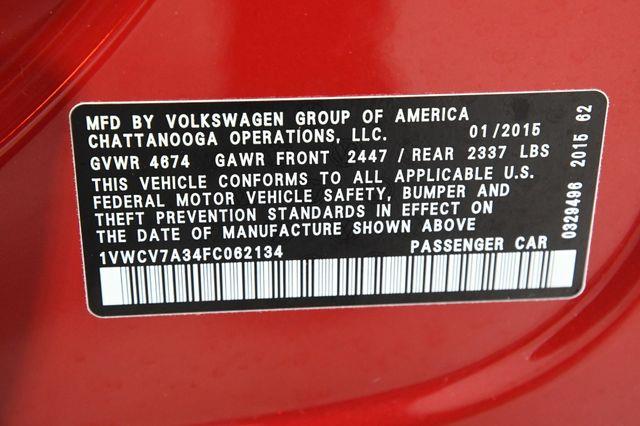 MFD BY VOLKSWAGEN GROUP OF AMERICA
CHATTANOOGA OPERATIONS, LLC. 01/2015
GVWR 4674 GAWR FRONT 2447 / REAR 2337 LBS
THIS VEHICLE CONFORMS TO ALL APPLICABLE U.S.
FEDERAL MOTOR VEHICLE SAFETY, BUMPER AND
THEFT PREVENTION STANDARDS IN EFFECT ON
THE DATE OF MANUFACTURE SHOWN ABOVE
1VWCV7A34FC062134 PASSENGER CAR
0329496 2015 62